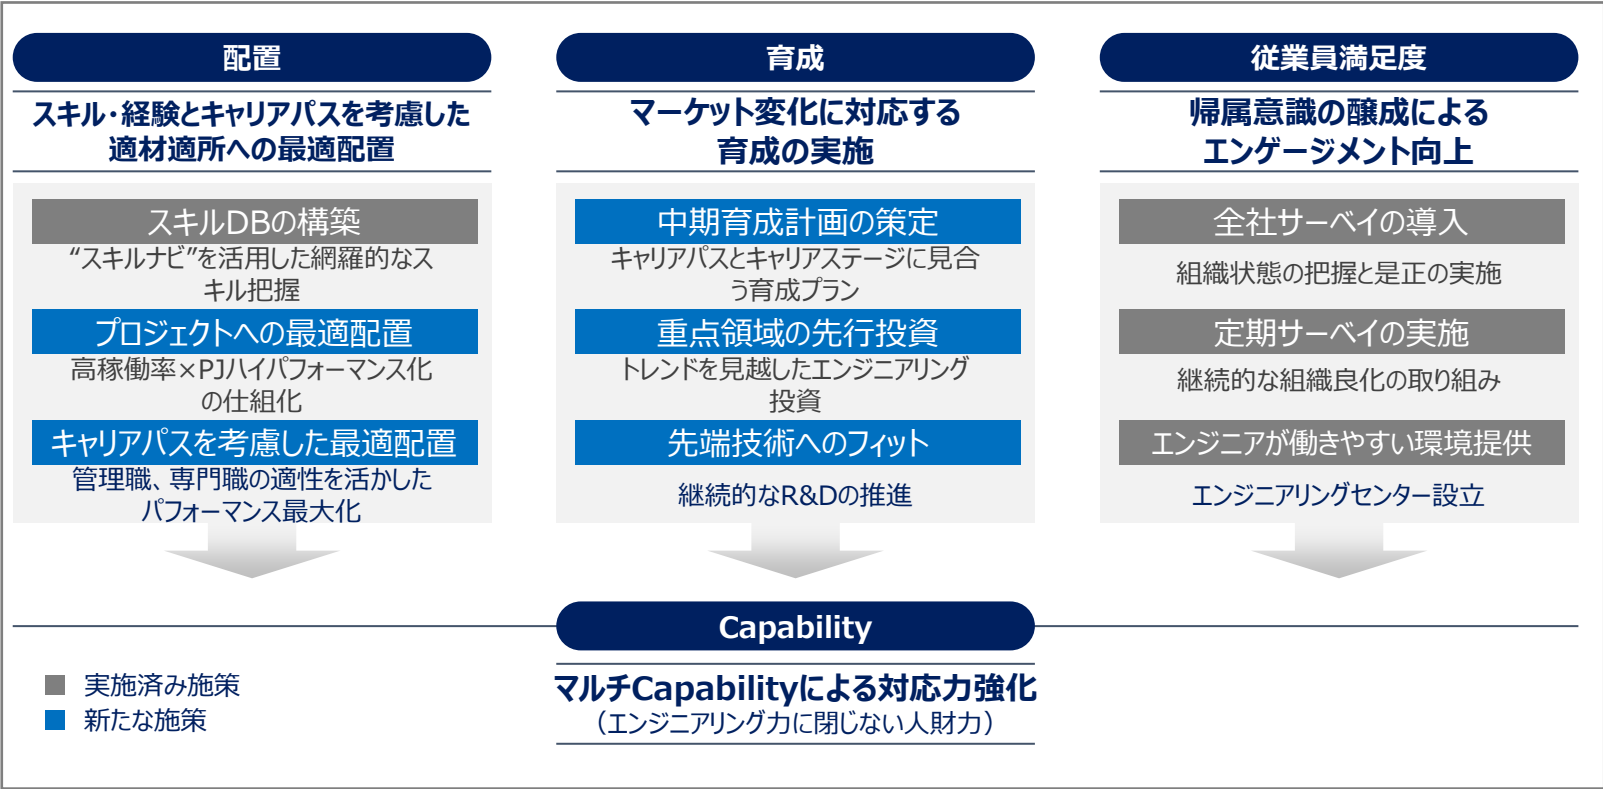 配置
スキル・経験とキャリアパスを考慮した
適材適所への最適配置
スキルDBの構築
“スキルナビ”を活用した網羅的なス
キル把握
プロジェクトへの最適配置
高稼働率×PJハイパフォーマンス化
の仕組化
キャリアパスを考慮した最適配置
管理職、専門職の適性を活かした
パフォーマンス最大化
育成
マーケット変化に対応する
育成の実施
中期育成計画の策定
キャリアパスとキャリアステージに見合
う育成プラン
重点領域の先行投資
トレンドを見越したエンジニアリング
投資
先端技術へのフィット
継続的なR&Dの推進
従業員満足度
帰属意識の醸成による
エンゲージメント向上
全社サーベイの導入
組織状態の把握と是正の実施
定期サーベイの実施
継続的な組織良化の取り組み
エンジニアが働きやすい環境提供
エンジニアリングセンター設立
Capability
マルチCapabilityによる対応力強化
（エンジニアリング力に閉じない人財力）
実施済み施策
新たな施策